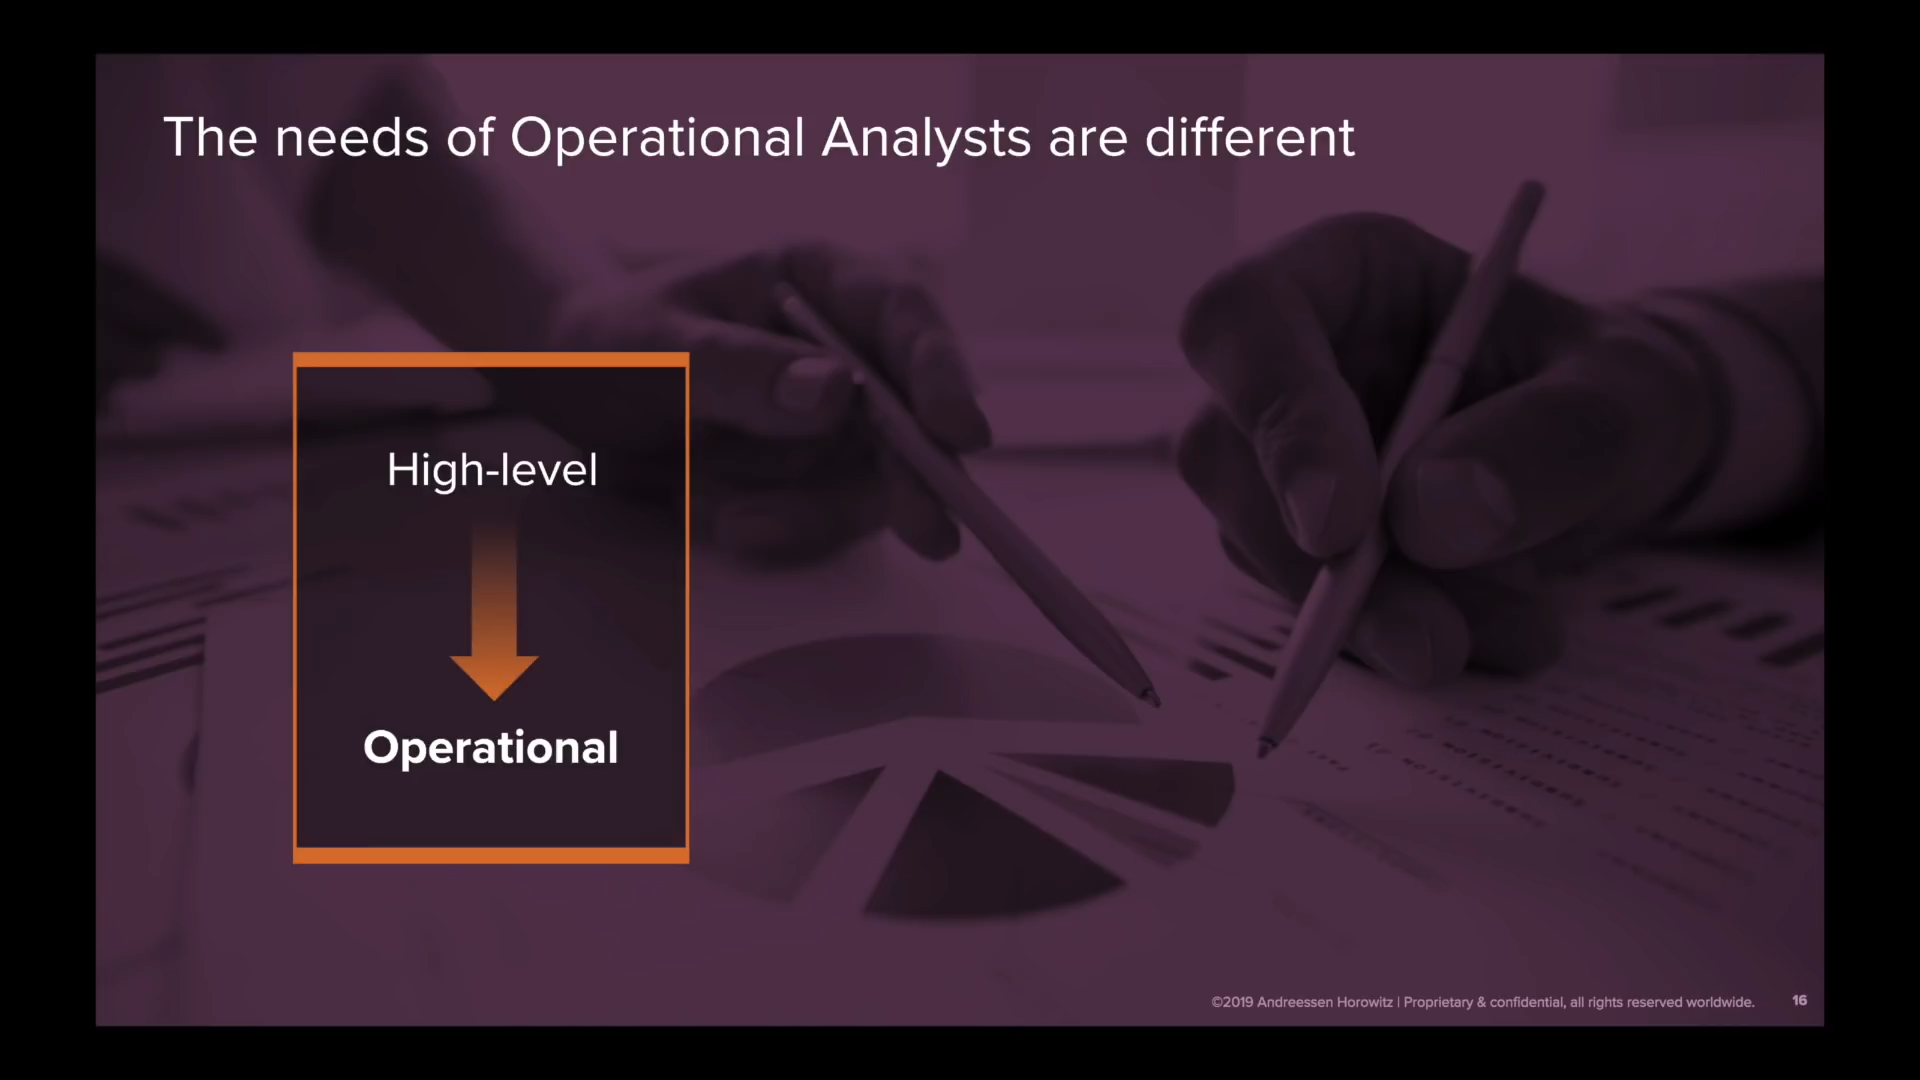 The needs of Operational Analysts are different
High-level
Operational
©2019 Andreessen Horowitz | Proprietary & confidential, all rights reserved worldwide.
16